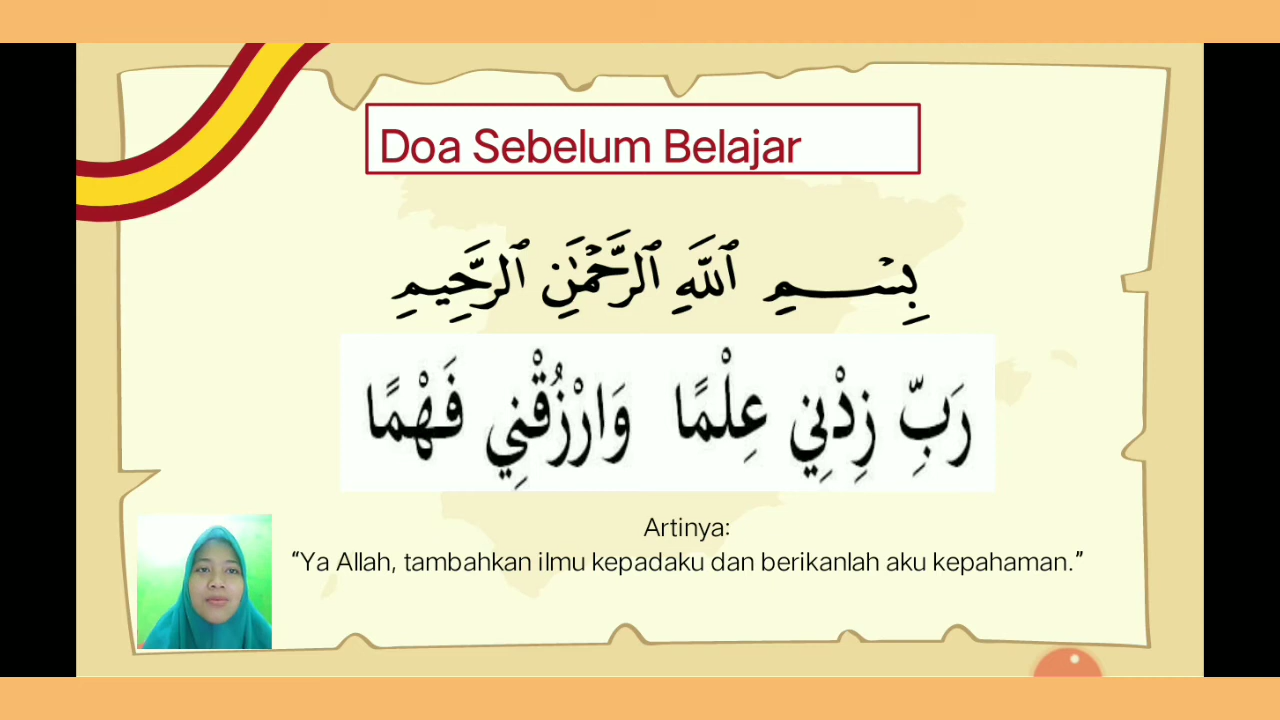 Doa Sebelum Belajar
بِسْمِ ٱللَّهِ ٱلرَّحْمَٰنِ ٱلرَّحِيمِ
رَبِّ زِدْنِي عِلْمًا وَارْزُقْنِي فَهْمًا
Artinya:
“Ya Allah, tambahkan ilmu kepadaku dan berikanlah aku kepahaman.”